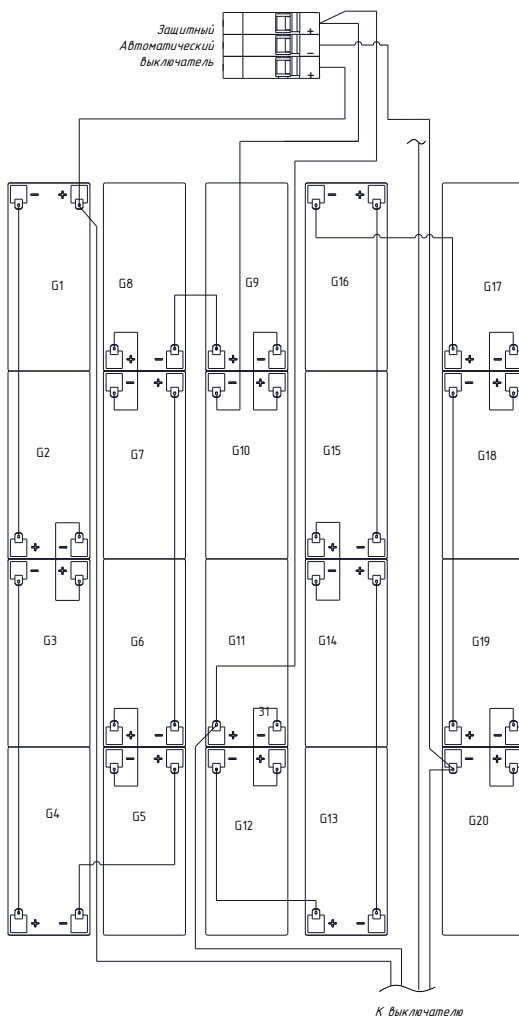 Защитный
Автоматический
выключатель
+
-
+
- +
- +
G1
G8
G9
G16
G17
+ -
+ -
+ -
- +
- +
- +
G2
G7
G10
G15
G18
+ -
+ -
- +
- +
G3
G6
G11
G14
G19
31
+ -
+ -
+ -
- +
- +
- +
G4
G5
G12
G13
G20
+ -
+ -
К выключателю